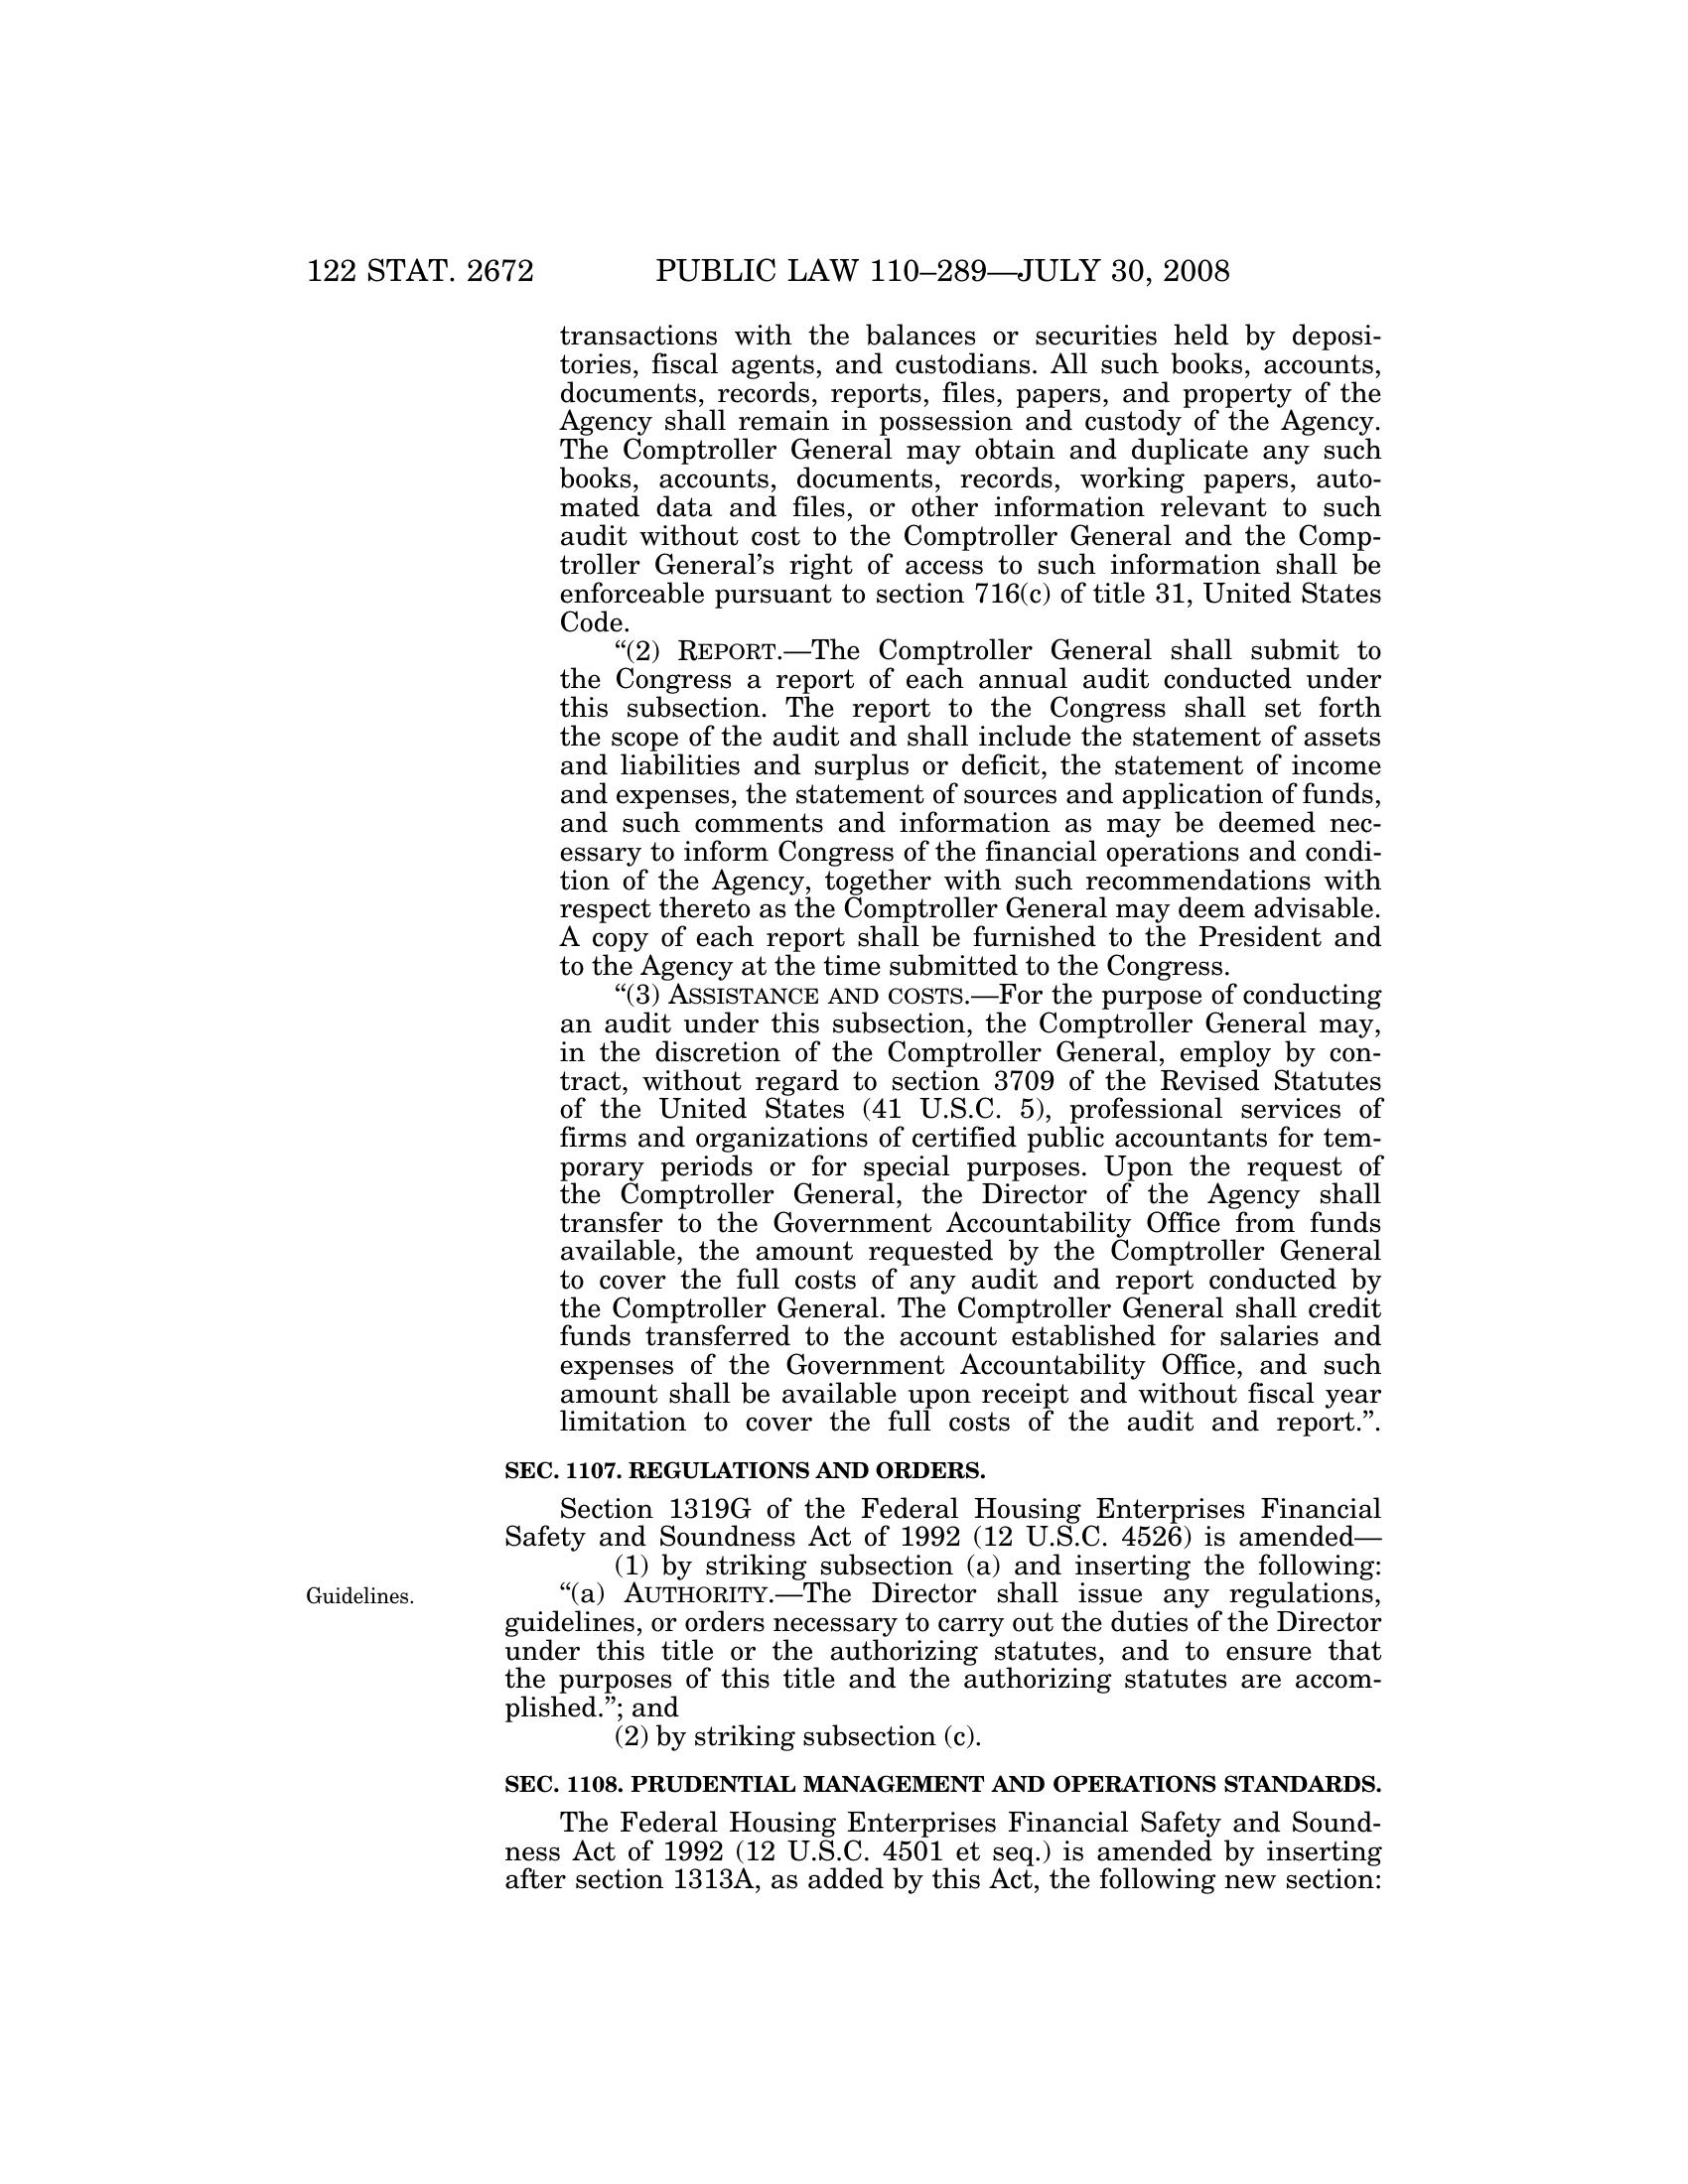 122 STAT. 2672 PUBLIC LAW 110–289—JULY 30, 2008
transactions with the balances or securities held by deposi-
tories, fiscal agents, and custodians. All such books, accounts,
documents, records, reports, files, papers, and property of the
Agency shall remain in possession and custody of the Agency.
The Comptroller General may obtain and duplicate any such
books, accounts, documents, records, working papers, auto-
mated data and files, or other information relevant to such
audit without cost to the Comptroller General and the Comp-
troller General’s right of access to such information shall be
enforceable pursuant to section 716(c) of title 31, United States
Code.
“(2) REPORT.—The Comptroller General shall submit to
the Congress a report of each annual audit conducted under
this subsection. The report to the Congress shall set forth
the scope of the audit and shall include the statement of assets
and liabilities and surplus or deficit, the statement of income
and expenses, the statement of sources and application of funds,
and such comments and information as may be deemed nec-
essary to inform Congress of the financial operations and condi-
tion of the Agency, together with such recommendations with
respect thereto as the Comptroller General may deem advisable.
A copy of each report shall be furnished to the President and
to the Agency at the time submitted to the Congress.
“(3) ASSISTANCE AND COSTS.—For the purpose of conducting
an audit under this subsection, the Comptroller General may,
in the discretion of the Comptroller General, employ by con-
tract, without regard to section 3709 of the Revised Statutes
of the United States (41 U.S.C. 5), professional services of
firms and organizations of certified public accountants for tem-
porary periods or for special purposes. Upon the request of
the Comptroller General, the Director of the Agency shall
transfer to the Government Accountability Office from funds
available, the amount requested by the Comptroller General
to cover the full costs of any audit and report conducted by
the Comptroller General. The Comptroller General shall credit
funds transferred to the account established for salaries and
expenses of the Government Accountability Office, and such
amount shall be available upon receipt and without fiscal year
limitation to cover the full costs of the audit and report.”.
SEC. 1107. REGULATIONS AND ORDERS.
Section 1319G of the Federal Housing Enterprises Financial
Safety and Soundness Act of 1992 (12 U.S.C. 4526) is amended—
(1) by striking subsection (a) and inserting the following:
Guidelines.
“(a) AUTHORITY.—The Director shall issue any regulations,
guidelines, or orders necessary to carry out the duties of the Director
under this title or the authorizing statutes, and to ensure that
the purposes of this title and the authorizing statutes are accom-
plished.”; and
(2) by striking subsection (c).
SEC. 1108. PRUDENTIAL MANAGEMENT AND OPERATIONS STANDARDS.
The Federal Housing Enterprises Financial Safety and Sound-
ness Act of 1992 (12 U.S.C. 4501 et seq.) is amended by inserting
after section 1313A, as added by this Act, the following new section: